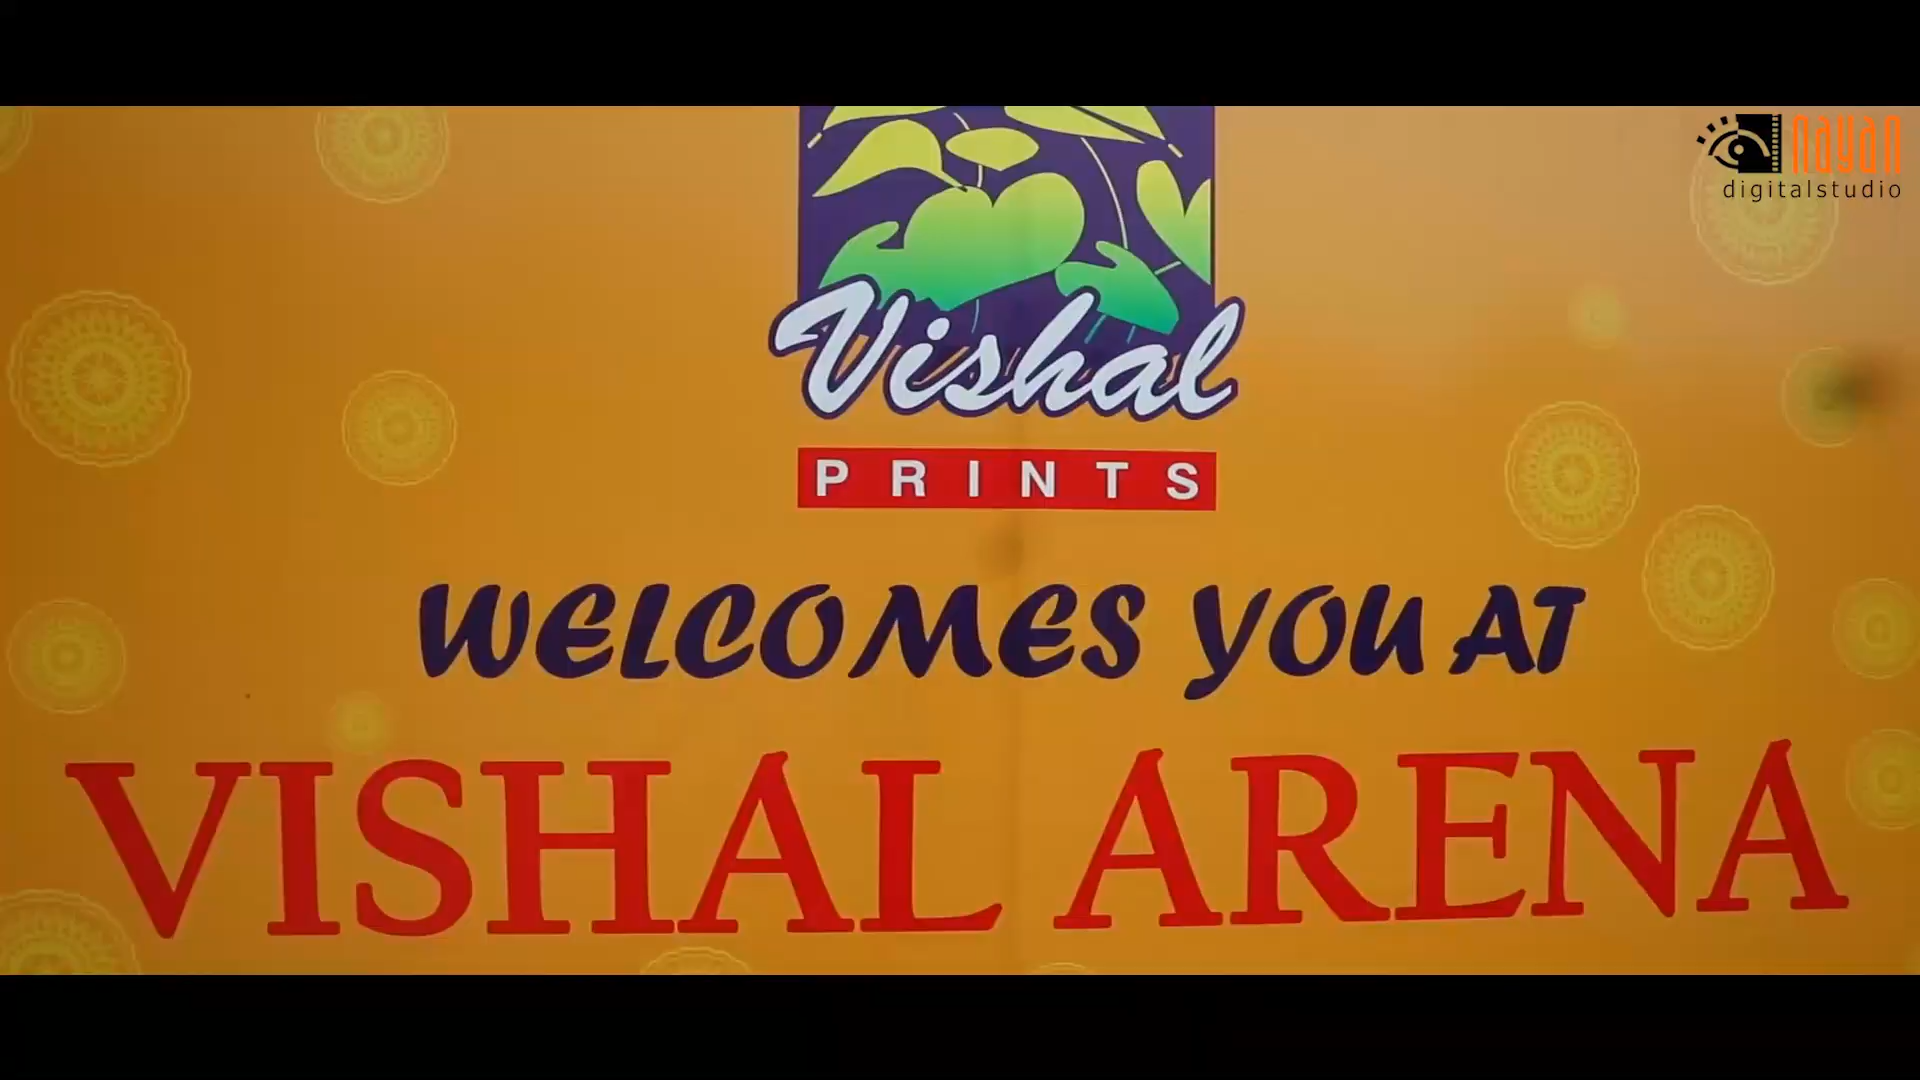 nayan
digitalstudio
Vishal
PRINTS
WELCOMES YOU AT
VISHAL ARENA